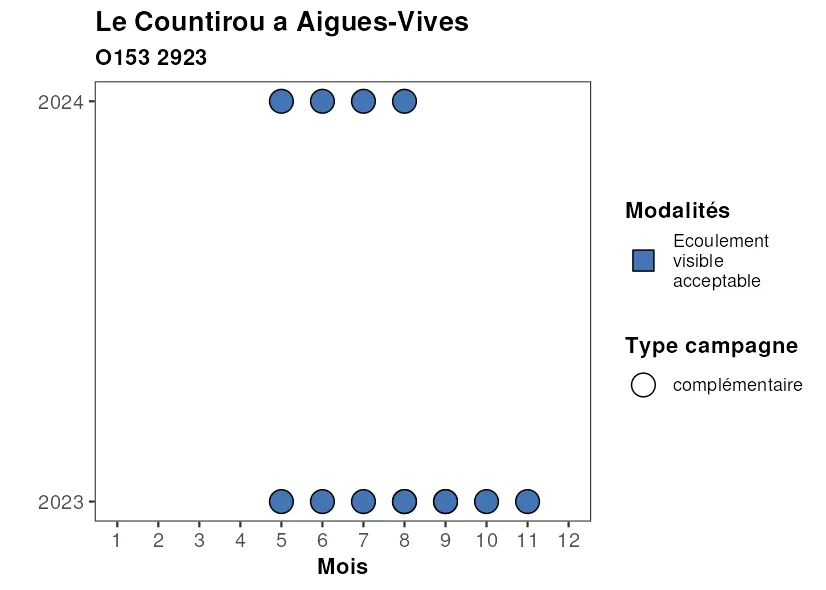 Le Countirou a Aigues-Vives
O153 2923
2024
2023
1 2 3 4 5 6 7 8 9 10 11 12
Mois
Modalités
Ecoulement
visible
acceptable
Type campagne
complémentaire